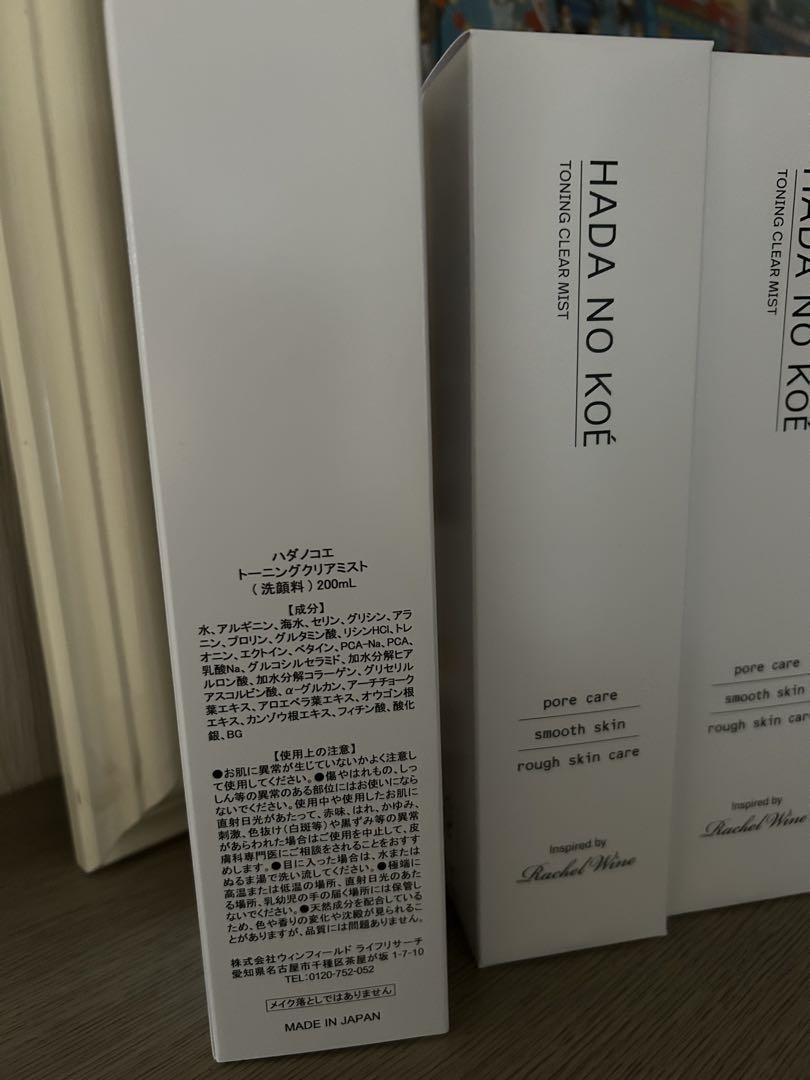 ハダノコエ
トーニングクリアミスト
(洗顔料)200mL
【成分】
水、アルギニン、海水、セリン、グリシン、アラ
ニン、プロリン、グルタミン酸、リシンHCl、トレ
オニン、エクトイン、ベタイン、PCA-Na、PCA、
乳酸Na、グルコシルセラミド、加水分解ヒア
ルロン酸、加水分解コラーゲン、グリセリル
アスコルビン酸、α-グルカン、アーチチョーク
葉エキス、アロエベラ葉エキス、オウゴン根
エキス、カンゾウ根エキス、フィチン酸、酸化
銀、BG
【使用上の注意】
●お肌に異常が生じていないかよく注意し
て使用してください。●傷やはれもの、しっ
しん等の異常のある部位にはお使いになら
ないでください。使用中や使用したお肌に
直射日光があたって、赤味、はれ、かゆみ、
刺激、色抜け(白斑等)や黒ずみ等の異常
があらわれた場合はご使用を中止して、皮
膚科専門医にご相談をされることをおすす
めします。●目に入った場合は、水または
ぬるま湯で洗い流してください。●極端に
高温または低温の場所、直射日光のあた
る場所、乳幼児の手の届く場所には保管し
ないでください。●天然成分を配合している
ため、色や香りの変化や沈殿が見られるこ
とがありますが、品質には問題ありません。
株式会社ウィンフィールド ライフリサーチ
愛知県名古屋市千種区茶屋が坂 1-7-10
TEL:0120-752-052
メイク落としではありません
MADE IN JAPAN
HADA NO KOÉ
TONING CLEAR MIST
pore care
smooth skin
rough skin care
Inspired by
Rachel Wine
HADA NO KOÉ
TONING CLEAR MIST
pore care
smooth skin
rough skin care
Inspired by
Rachel Wine